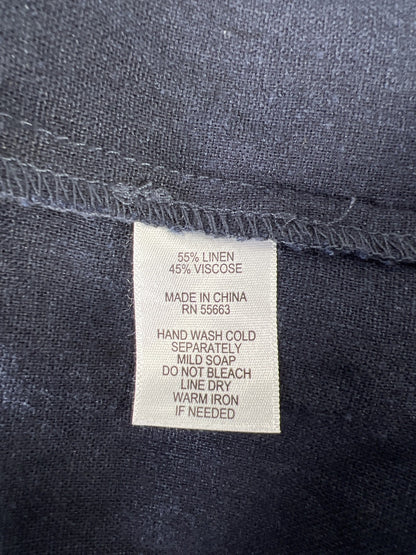 55% LINEN
45% VISCOSE
MADE IN CHINA
RN 55663
HAND WASH COLD
SEPARATELY
MILD SOAP
DO NOT BLEACH
LINE DRY
WARM IRON
IF NEEDED